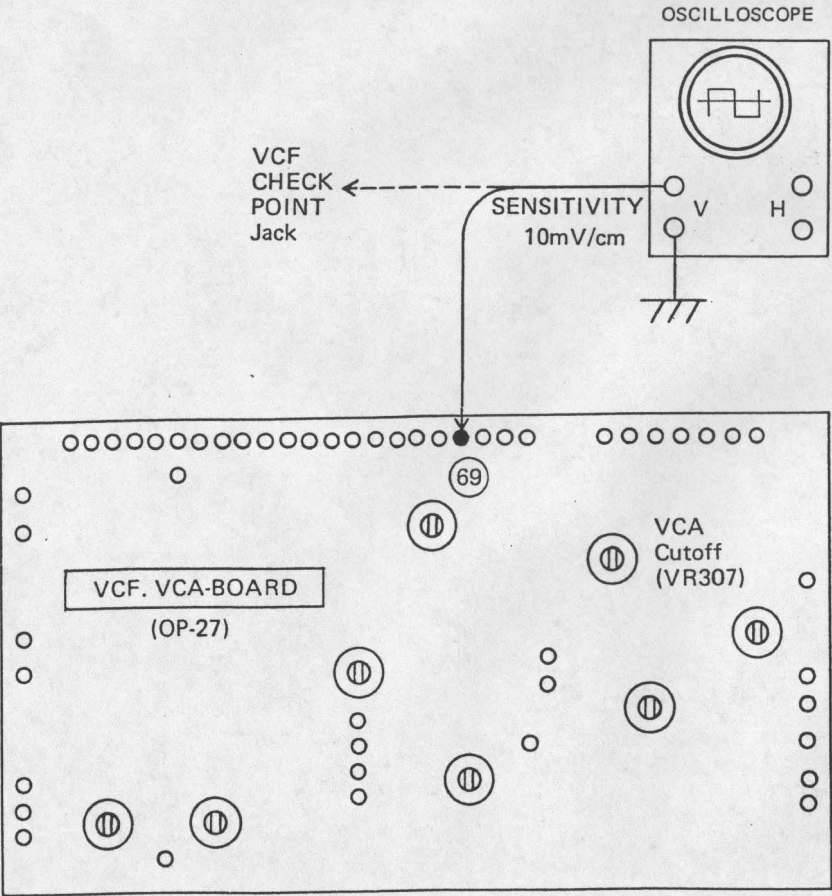 OSCILLOSCOPE
VCF
CHECK
POINT
Jack
SENSITIVITY
10mV/cm
V
H
69
VCA
Cutoff
(VR307)
VCF. VCA-BOARD
(OP-27)